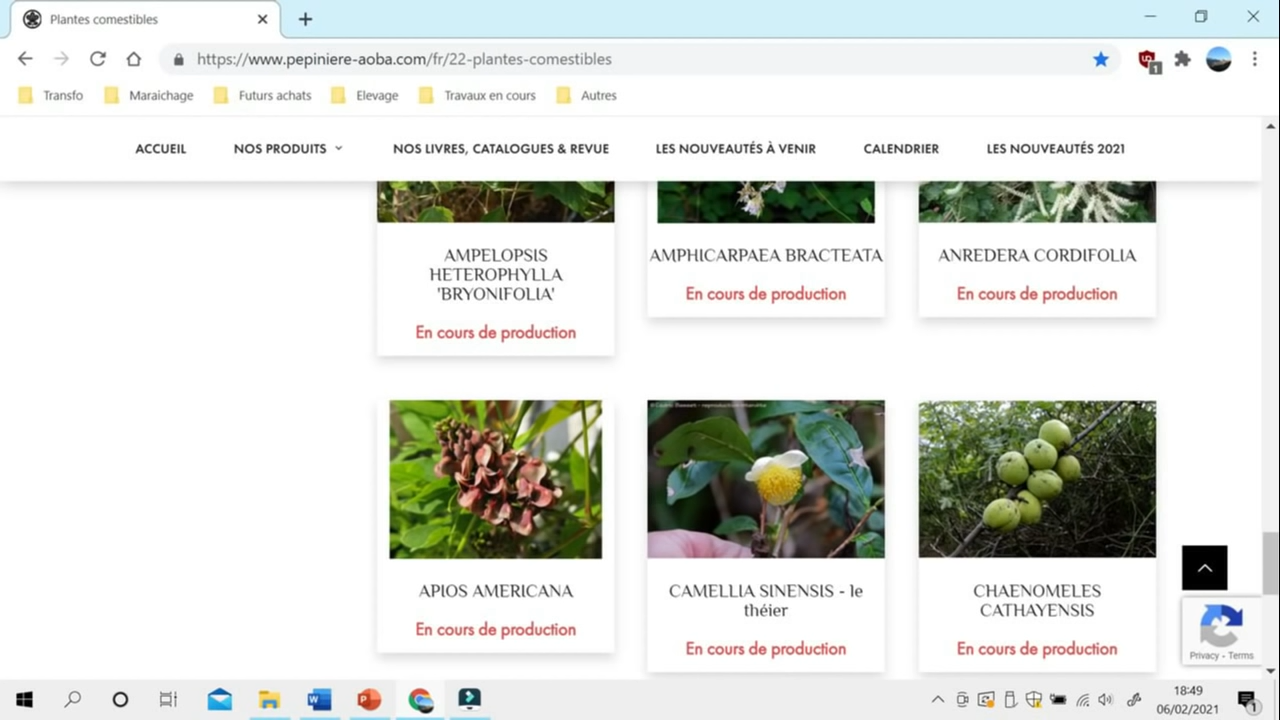 Plantes comestibles
https://www.pepiniere-aoba.com/fr/22-plantes-comestibles
1
Transfo Maraichage Futurs achats Elevage Travaux en cours Autres
ACCUEIL NOS PRODUITS NOS LIVRES, CATALOGUES & REVUE LES NOUVEAUTÉS À VENIR CALENDRIER LES NOUVEAUTÉS 2021
AMPELOPSIS
HETEROPHYLLA
'BRYONIFOLIA'
En cours de production
AMPHICARPAEA BRACTEATA
En cours de production
ANREDERA CORDIFOLIA
En cours de production
APIOS AMERICANA
En cours de production
CAMELLIA SINENSIS - le
théier
En cours de production
CHAENOMELES
CATHAYENSIS
En cours de production
Privacy - Terms
18:49
06/02/2021
1